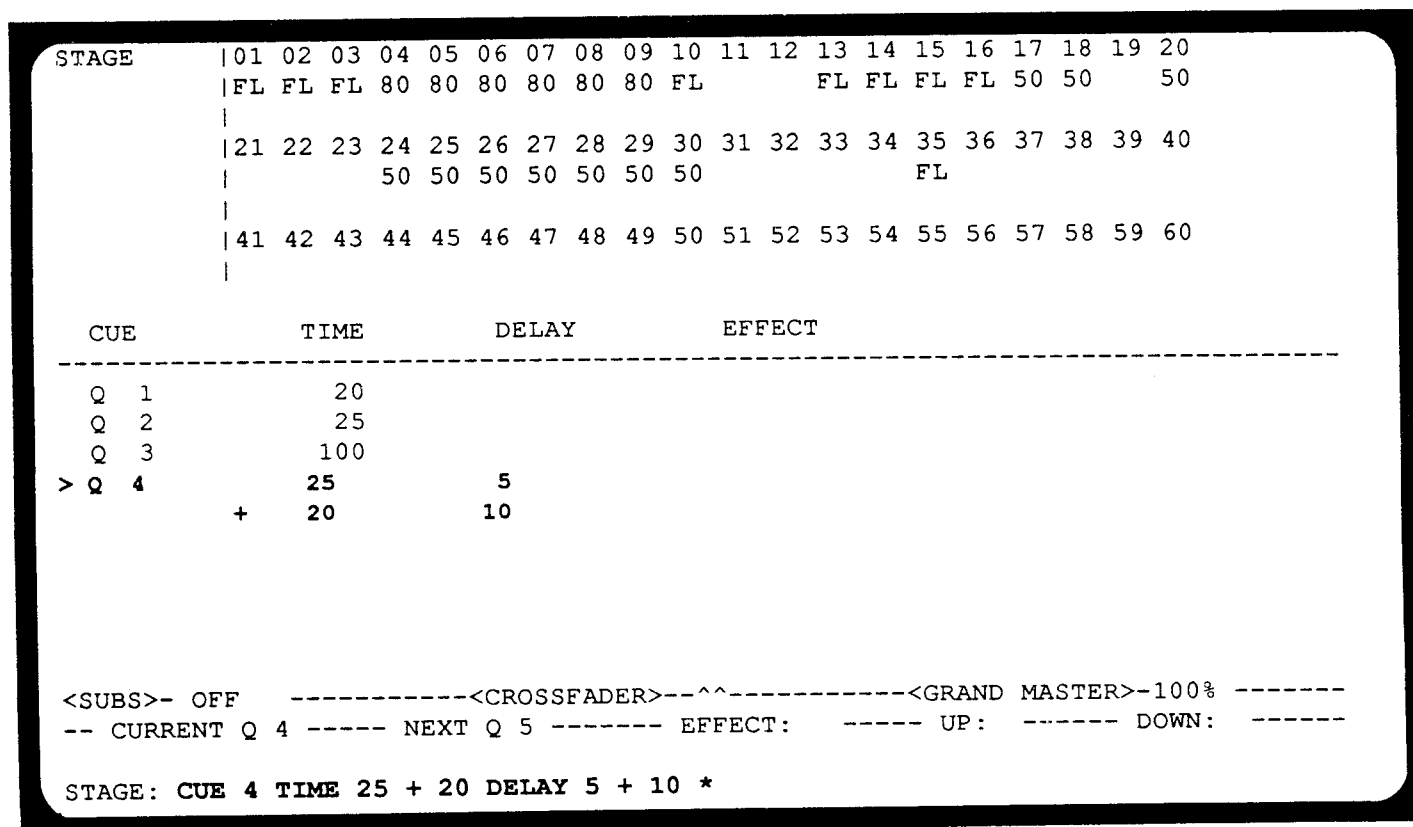 STAGE |01 02 03 04 05 06 07 08 09 10 11 12 13 14 15 16 17 18 19 20
|FL FL FL 80 80 80 80 80 80 FL FL FL FL FL 50 50 50
|
|21 22 23 24 25 26 27 28 29 30 31 32 33 34 35 36 37 38 39 40
| 50 50 50 50 50 50 50 FL
|
|41 42 43 44 45 46 47 48 49 50 51 52 53 54 55 56 57 58 59 60
|
CUE TIME DELAY EFFECT
--------------------------------------------------------------------------------
Q 1 20
Q 2 25
Q 3 100
> Q 4 25 5
+ 20 10
<SUBS>- OFF -----------<CROSSFADER>--^^-----------<GRAND MASTER>-100% -------
-- CURRENT Q 4 ----- NEXT Q 5 ------- EFFECT: ----- UP: ------ DOWN: ------
STAGE: CUE 4 TIME 25 + 20 DELAY 5 + 10 *